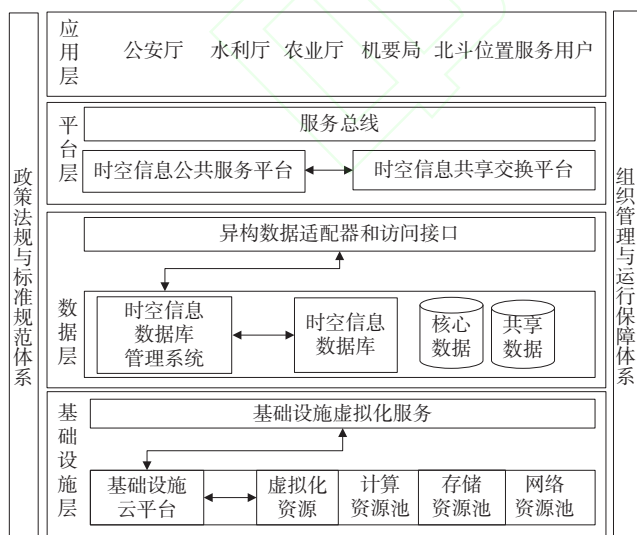 政策法规与标准规范体系
应用层
公安厅 水利厅 农业厅 机要局 北斗位置服务用户
平台层
服务总线
时空信息公共服务平台 时空信息共享交换平台
数据层
异构数据适配器和访问接口
时空信息
数据库
管理系统
时空信息
数据库
核心
数据
共享
数据
基础设施层
基础设施虚拟化服务
基础设施
云平台
虚拟化
资源
计算
资源池
存储
资源池
网络
资源池
组织管理与运行保障体系